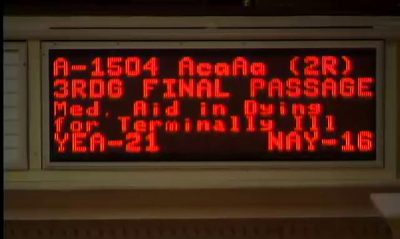 A-1504 AcaAa (2R)
3RDG FINAL PASSAGE
Med. Aid in Dying
for Terminally Ill
YEA-21 NAY-16